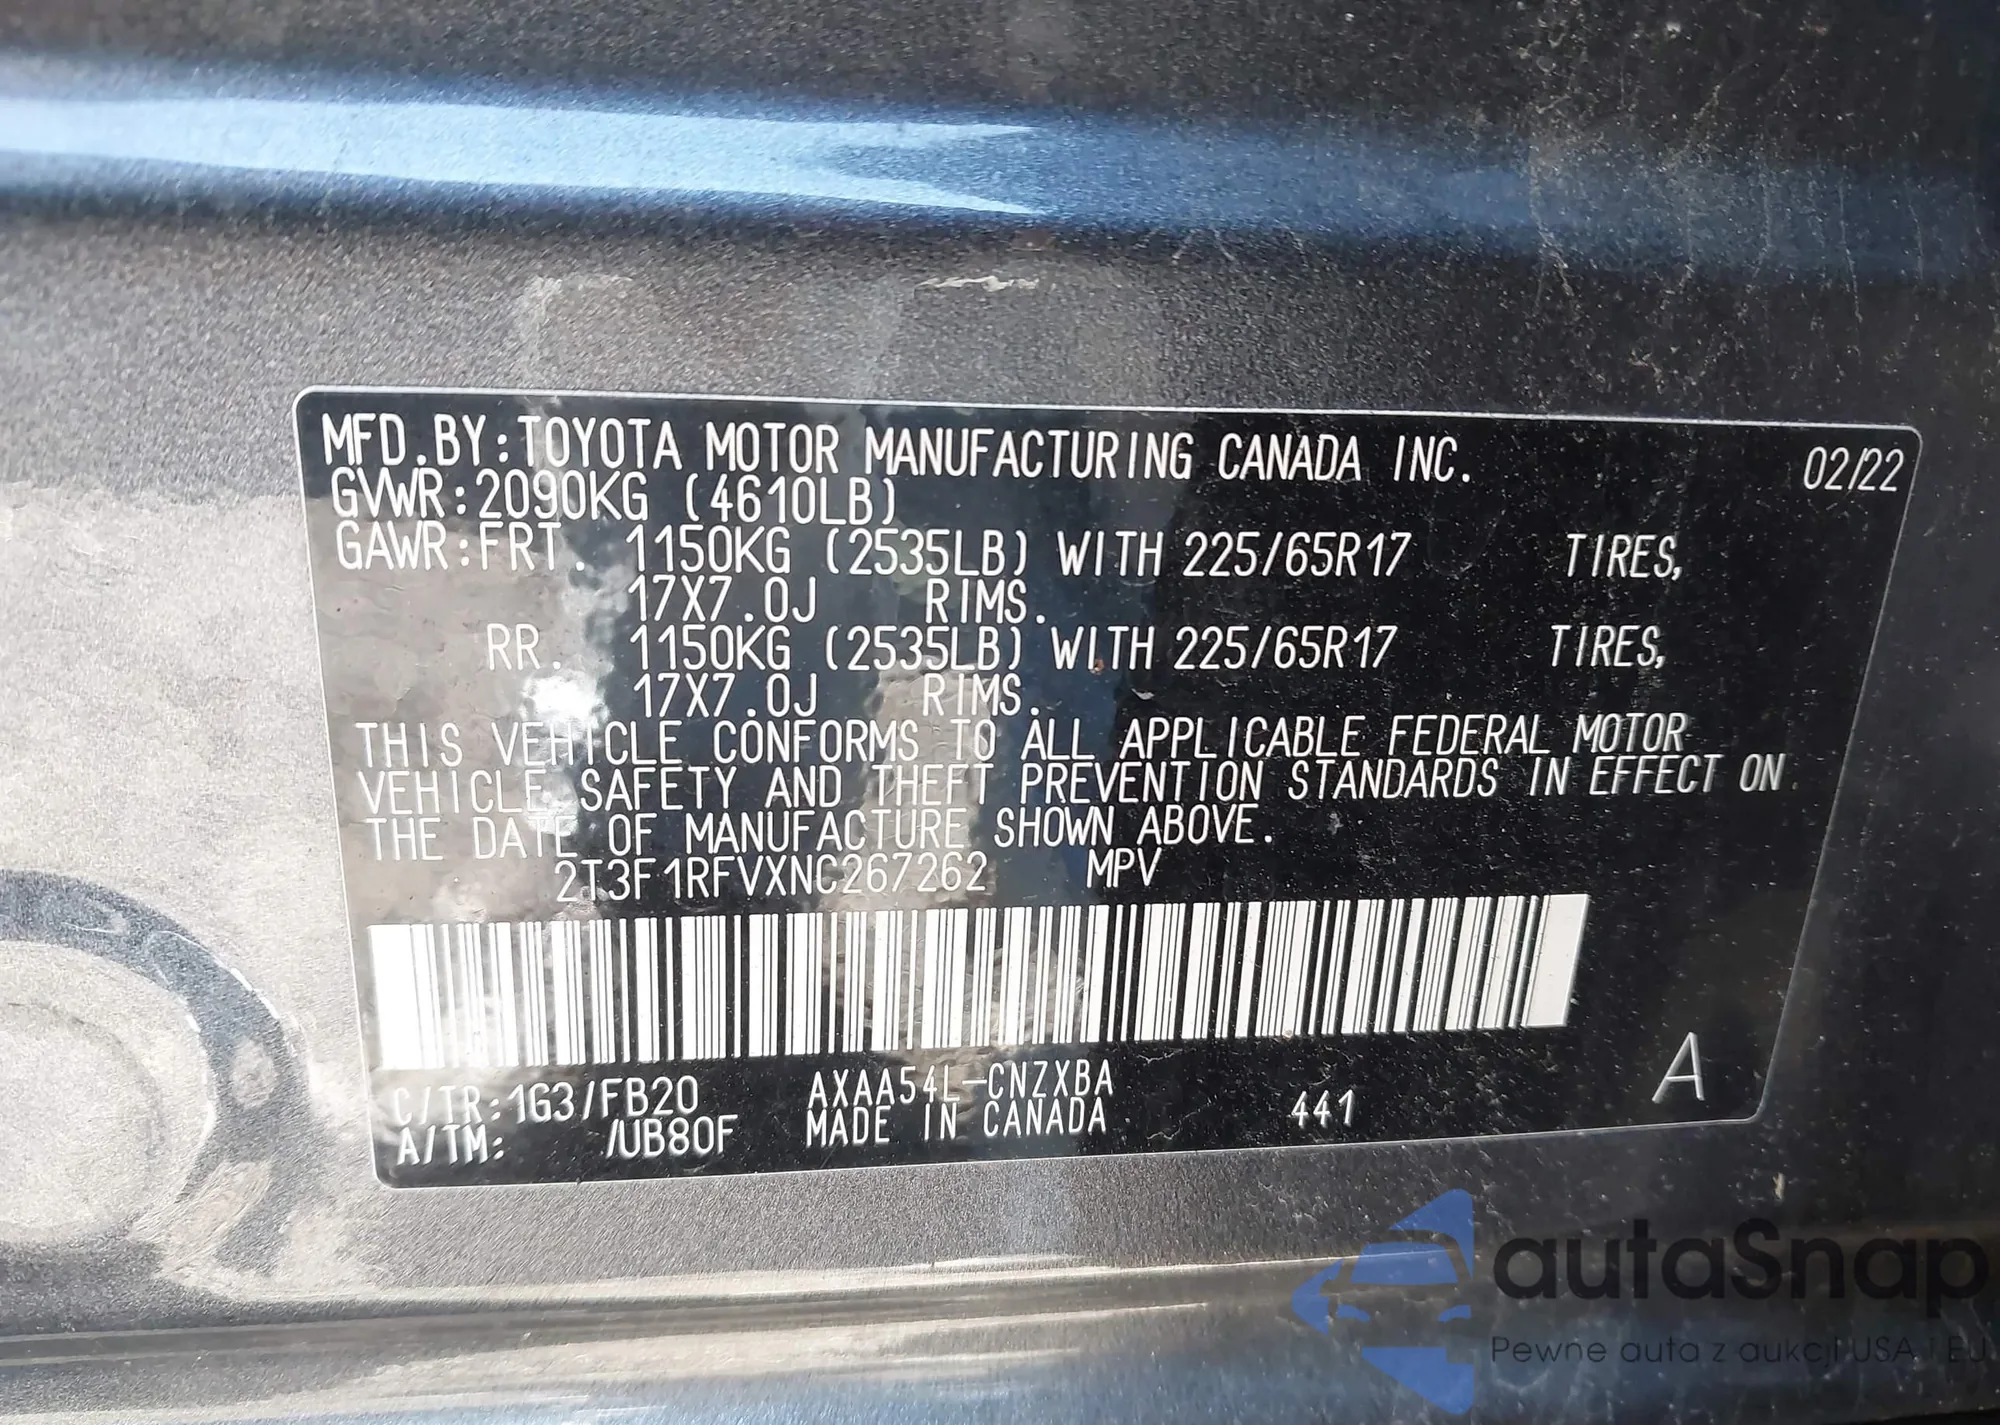 MFD.BY:TOYOTA MOTOR MANUFACTURING CANADA INC. 02/22
GVWR:2090KG (4610LB)
GAWR:FRT. 1150KG (2535LB) WITH 225/65R17 TIRES,
17X7.0J RIMS.
RR. 1150KG (2535LB) WITH 225/65R17 TIRES,
17X7.0J RIMS.
THIS VEHICLE CONFORMS TO ALL APPLICABLE FEDERAL MOTOR
VEHICLE SAFETY AND THEFT PREVENTION STANDARDS IN EFFECT ON
THE DATE OF MANUFACTURE SHOWN ABOVE.
2T3F1RFVXNC267262 MPV
C/TR:1G3/FB20 AXAA54L-CNZXBA
A/TM: /UB80F MADE IN CANADA 441 A
autaSnap
Pewne auta z aukcji USA i EU